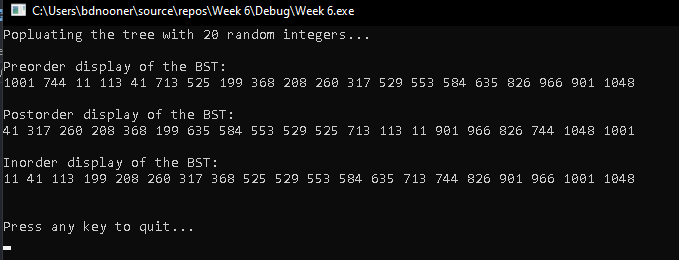 C:\Users\bdnooner\source\repos\Week 6\Debug\Week 6.exe
Popluating the tree with 20 random integers...
Preorder display of the BST:
1001 744 11 113 41 713 525 199 368 208 260 317 529 553 584 635 826 966 901 1048
Postorder display of the BST:
41 317 260 208 368 199 635 584 553 529 525 713 113 11 901 966 826 744 1048 1001
Inorder display of the BST:
11 41 113 199 208 260 317 368 525 529 553 584 635 713 744 826 901 966 1001 1048
Press any key to quit...